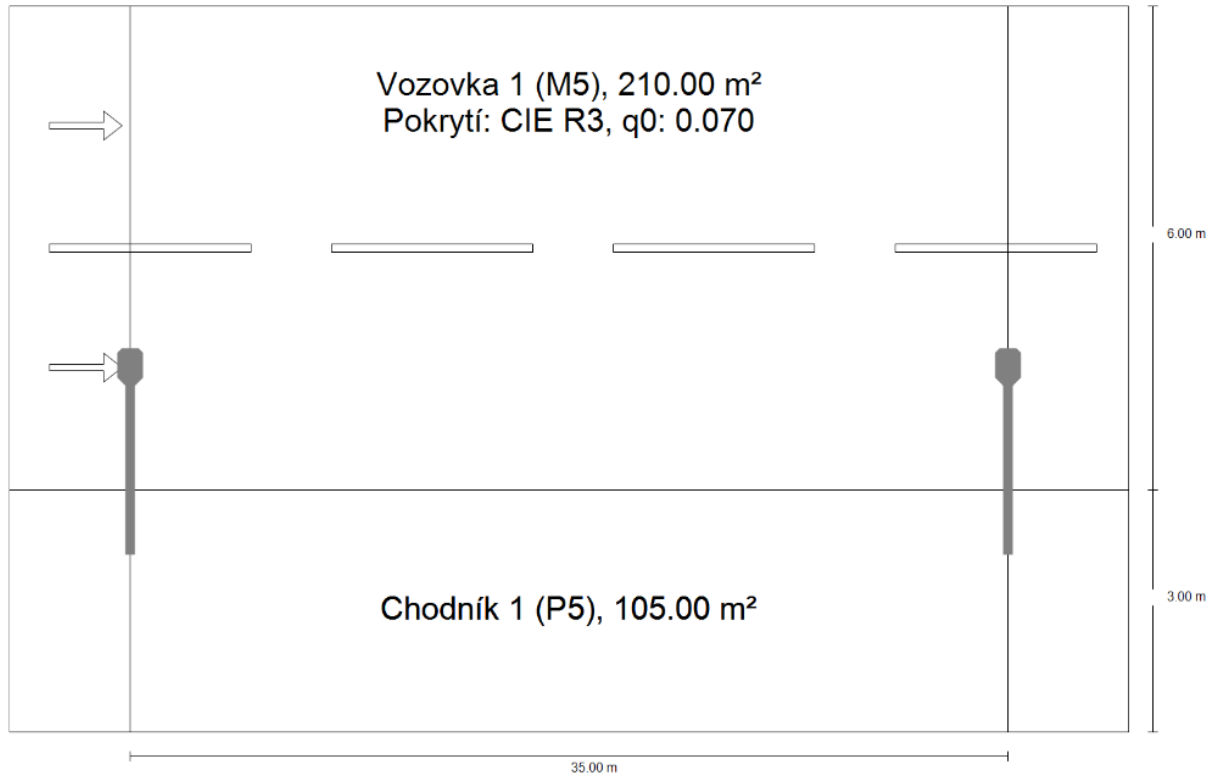 Vozovka 1 (M5), 210.00 m²
Pokrytí: CIE R3, q0: 0.070
6.00 m
Chodník 1 (P5), 105.00 m²
3.00 m
35.00 m